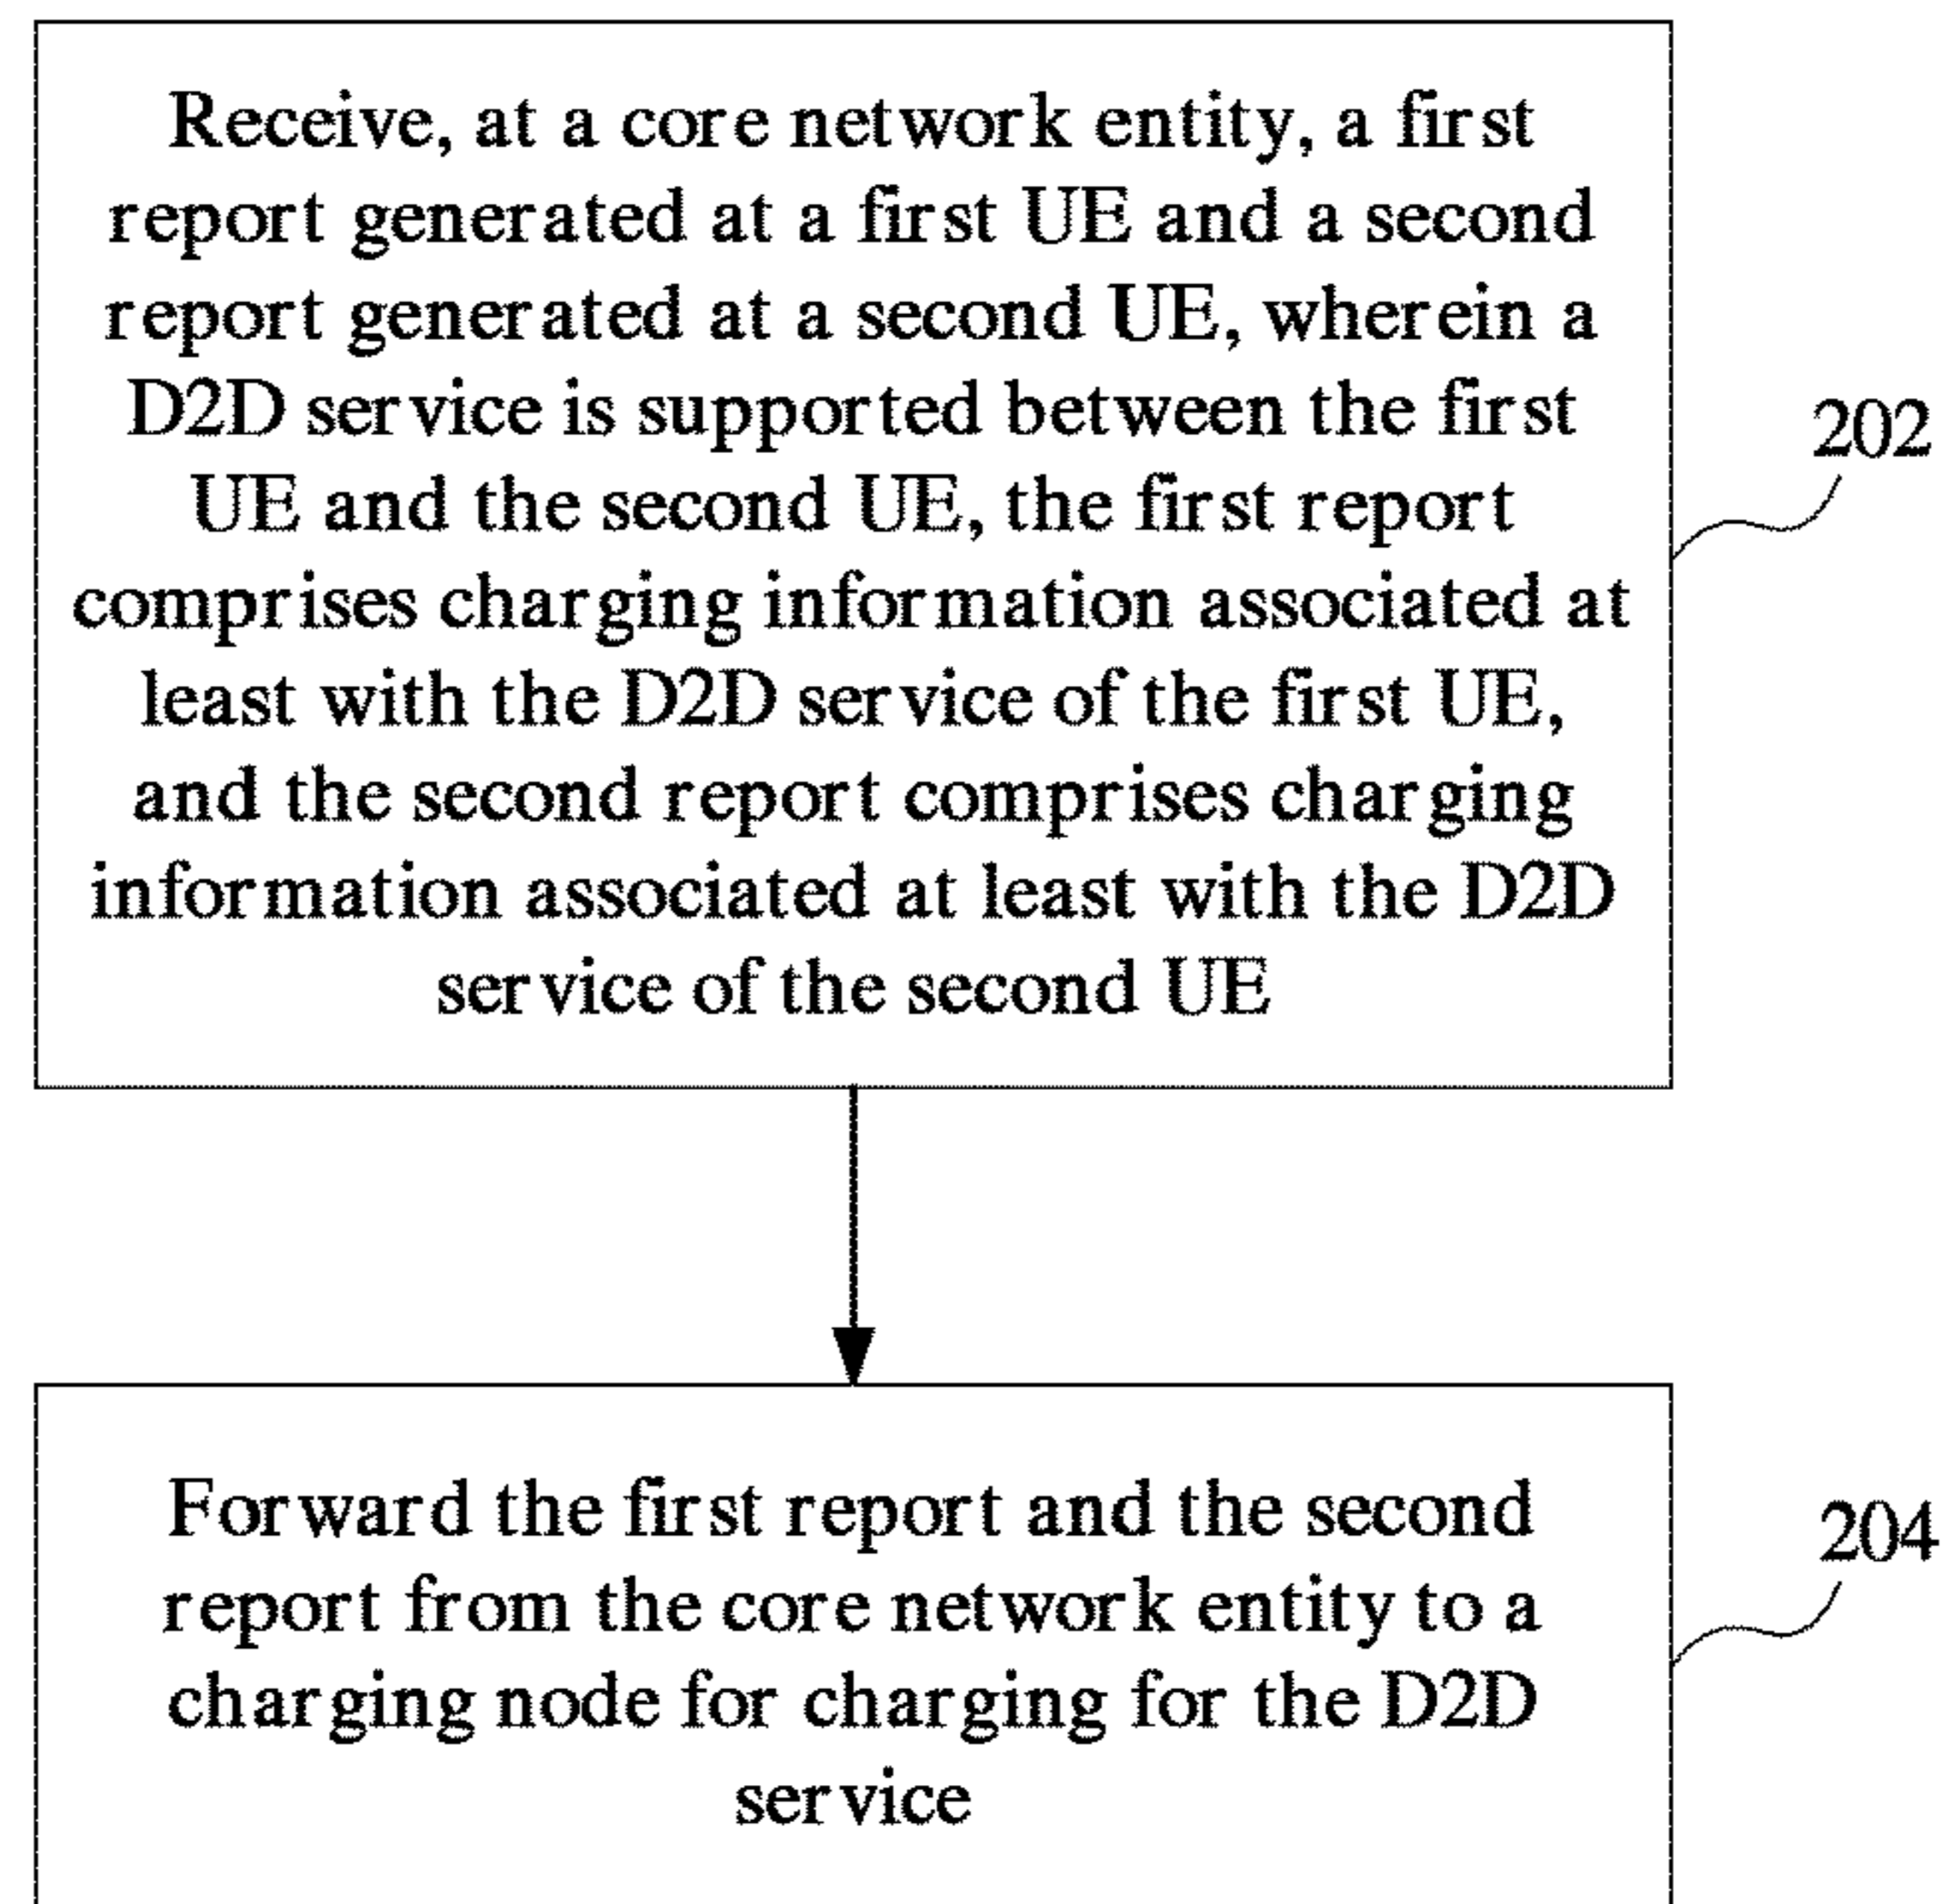 Receive, at a core network entity, a first
report generated at a first UE and a second
report generated at a second UE, wherein a
D2D service is supported between the first
UE and the second UE, the first report
comprises charging information associated at
least with the D2D service of the first UE,
and the second report comprises charging
information associated at least with the D2D
service of the second UE
202
Forward the first report and the second
report from the core network entity to a
charging node for charging for the D2D
service
204